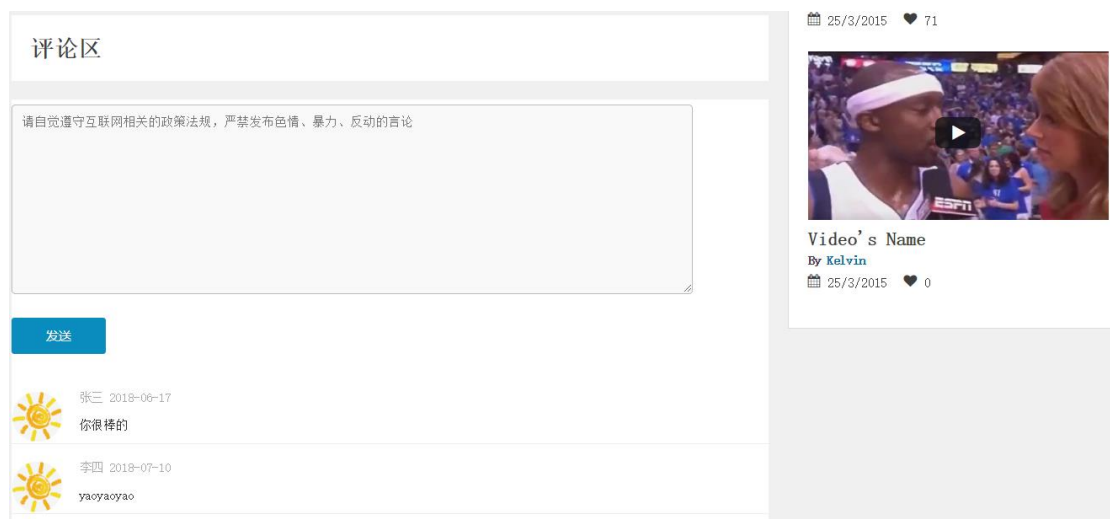 评论区
请自觉遵守互联网相关的政策法规，严禁发布色情、暴力、反动的言论
发送
张三 2018-06-17
你很棒的
李四 2018-07-10
yaoyaoyao
25/3/2015 71
ESPN
Video's Name
By Kelvin
25/3/2015 0